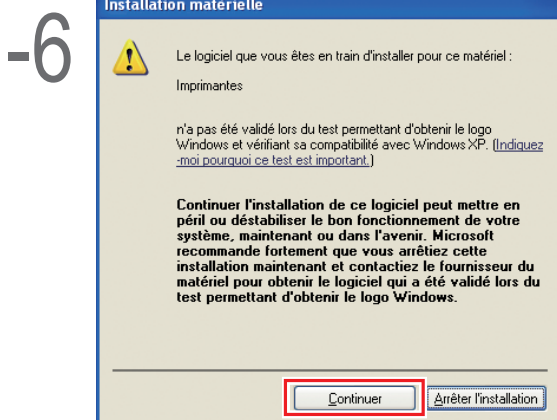 Installation matérielle
-6
Le logiciel que vous êtes en train d'installer pour ce matériel :
Imprimantes
n'a pas été validé lors du test permettant d'obtenir le logo
Windows et vérifiant sa compatibilité avec Windows XP. (Indiquez
-moi pourquoi ce test est important.)
Continuer l'installation de ce logiciel peut mettre en
péril ou déstabiliser le bon fonctionnement de votre
système, maintenant ou dans l'avenir. Microsoft
recommande fortement que vous arrêtiez cette
installation maintenant et contactiez le fournisseur du
matériel pour obtenir le logiciel qui a été validé lors du
test permettant d'obtenir le logo Windows.
Continuer
Arrêter l'installation